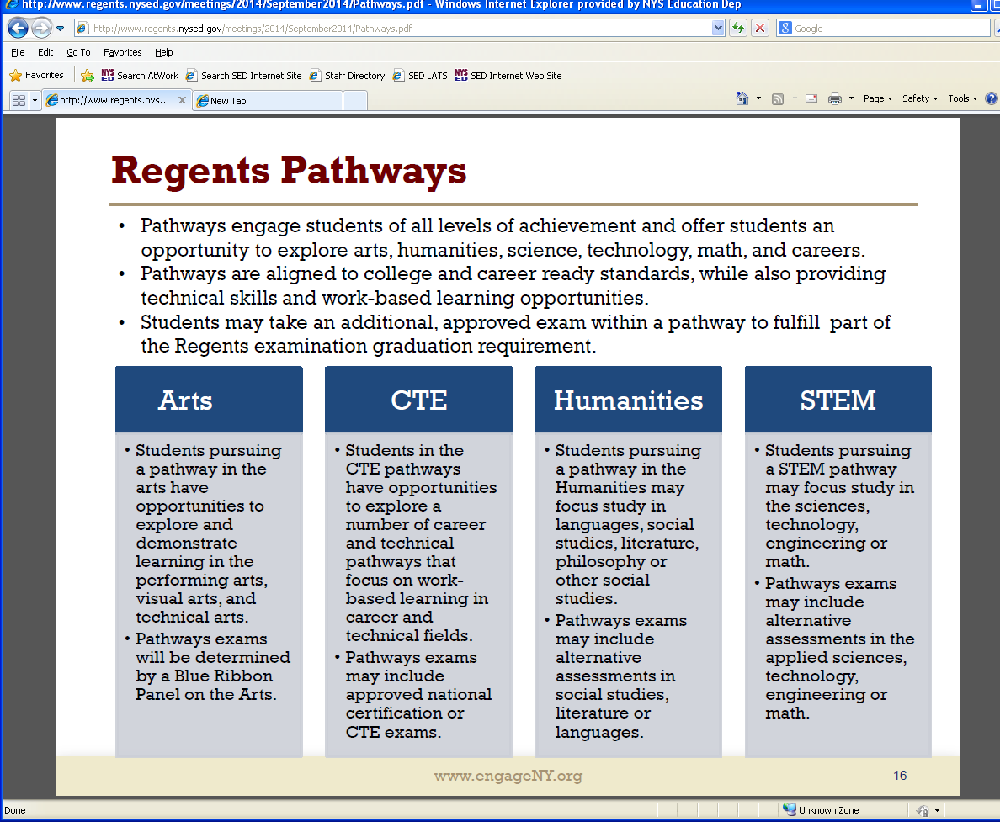 http://www.regents.nysed.gov/meetings/2014/September2014/Pathways.pdf - Windows Internet Explorer provided by NYS Education Dep
http://www.regents.nysed.gov/meetings/2014/September2014/Pathways.pdf
Google
File Edit Go To Favorites Help
Favorites NYS ED Search AtWork Search SED Internet Site Staff Directory SED LATS NYS ED SED Internet Web Site
http://www.regents.nys... New Tab Page Safety Tools
Regents Pathways
• Pathways engage students of all levels of achievement and offer students an
opportunity to explore arts, humanities, science, technology, math, and careers.
• Pathways are aligned to college and career ready standards, while also providing
technical skills and work-based learning opportunities.
• Students may take an additional, approved exam within a pathway to fulfill part of
the Regents examination graduation requirement.
Arts
• Students pursuing
a pathway in the
arts have
opportunities to
explore and
demonstrate
learning in the
performing arts,
visual arts, and
technical arts.
• Pathways exams
will be determined
by a Blue Ribbon
Panel on the Arts.
CTE
• Students in the
CTE pathways
have opportunities
to explore a
number of career
and technical
pathways that
focus on work-
based learning in
career and
technical fields.
• Pathways exams
may include
approved national
certification or
CTE exams.
Humanities
• Students pursuing
a pathway in the
Humanities may
focus study in
languages, social
studies, literature,
philosophy or
other social
studies.
• Pathways exams
may include
alternative
assessments in
social studies,
literature or
languages.
STEM
• Students pursuing
a STEM pathway
may focus study in
the sciences,
technology,
engineering or
math.
• Pathways exams
may include
alternative
assessments in the
applied sciences,
technology,
engineering or
math.
www.engageNY.org
16
Done
Unknown Zone